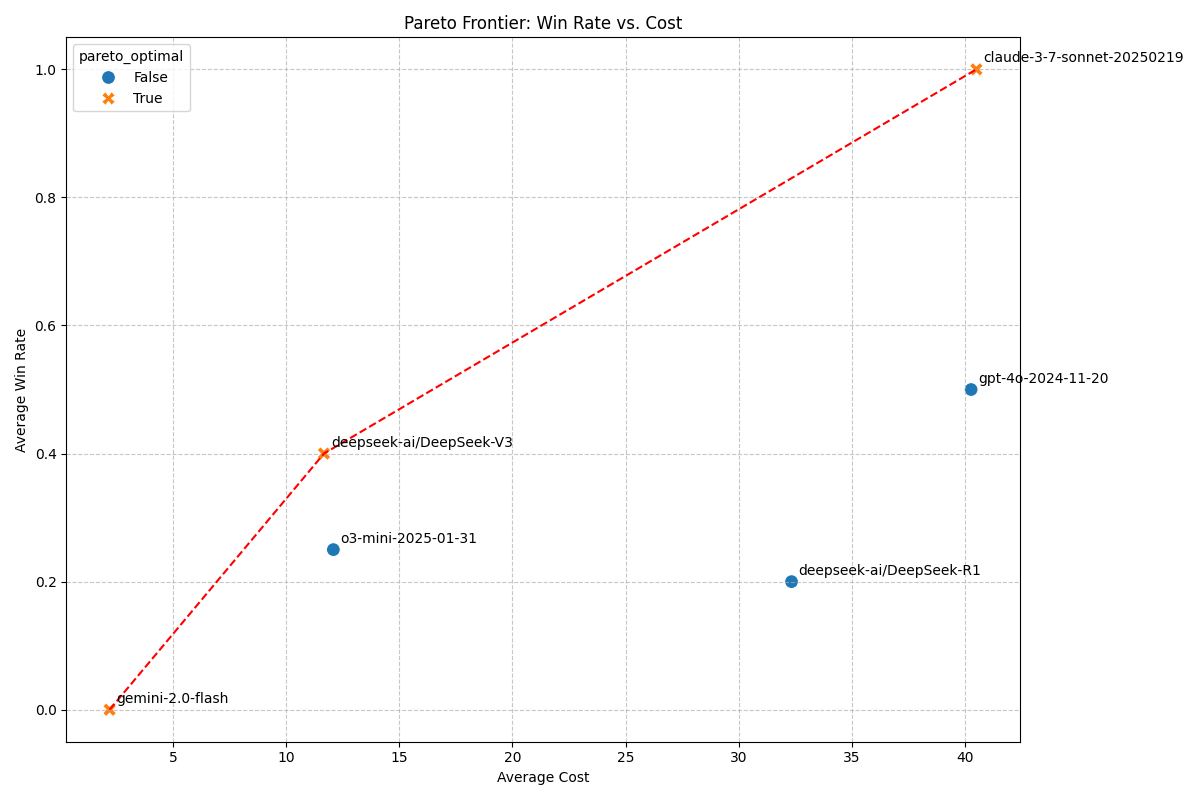 Pareto Frontier: Win Rate vs. Cost
pareto_optimal
False
True
claude-3-7-sonnet-20250219
gpt-4o-2024-11-20
deepseek-ai/DeepSeek-V3
o3-mini-2025-01-31
deepseek-ai/DeepSeek-R1
gemini-2.0-flash
Average Win Rate
1.0
0.8
0.6
0.4
0.2
0.0
5 10 15 20 25 30 35 40
Average Cost